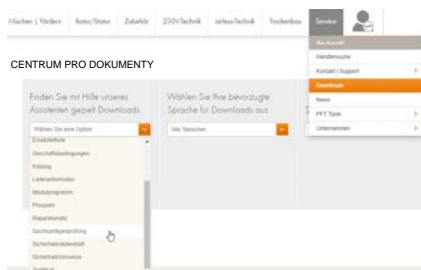 Mischen | Fördern Rotor/Stator Zubehör 230V-Technik airless-Technik Trockenbau Service
Händlersuche
Kontakt | Support
Downloads
News
PFT Tools
Unternehmen
CENTRUM PRO DOKUMENTY
Finden Sie mit Hilfe unseres
Assistenten gezielt Downloads
Wählen Sie Ihre bevorzugte
Sprache für Downloads aus
Wählen Sie eine Option
Alle Sprachen
Ersatzteilliste
Geschäftsbedingungen
Katalog
Lieferantenmuster
Modulprogramm
Prospekt
Reparatursatz
Sachkundigenprüfung
Sicherheitsdatenblatt
Sicherheitshinweise
Zertifikat